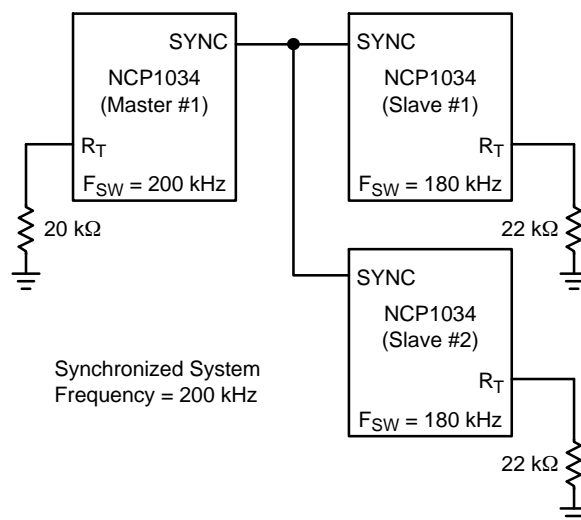 SYNC
NCP1034
(Master #1)
R_T
F_SW = 200 kHz
20 kΩ
SYNC
NCP1034
(Slave #1)
R_T
F_SW = 180 kHz
22 kΩ
SYNC
NCP1034
(Slave #2)
R_T
F_SW = 180 kHz
22 kΩ
Synchronized System
Frequency = 200 kHz